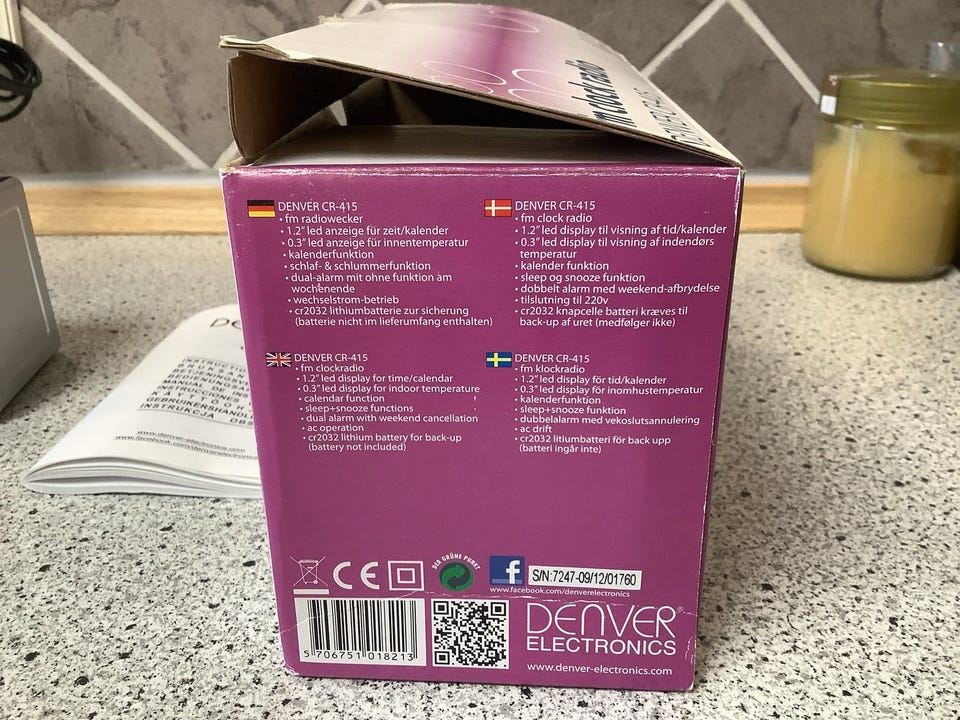 m clockradio
DENVER CR-415
• fm radiowecker
• 1.2" led anzeige für zeit/kalender
• 0.3" led anzeige für innentemperatur
• kalenderfunktion
• schlaf- & schlummerfunktion
• dual-alarm mit ohne funktion am
wochenende
• wechselstrom-betrieb
• cr2032 lithiumbatterie zur sicherung
(batterie nicht im lieferumfang enthalten)
DENVER CR-415
• fm clock radio
• 1.2" led display til visning af tid/kalender
• 0.3" led display til visning af indendørs
temperatur
• kalender funktion
• sleep og snooze funktion
• dobbelt alarm med weekend-afbrydelse
• tilslutning til 220v
• cr2032 knapcelle batteri kræves til
back-up af uret (medfølger ikke)
DENVER CR-415
• fm clockradio
• 1.2" led display for time/calendar
• 0.3" led display for indoor temperature
• calendar function
• sleep+snooze functions
• dual alarm with weekend cancellation
• ac operation
• cr2032 lithium battery for back-up
(battery not included)
DENVER CR-415
• fm klockradio
• 1.2" led display för tid/kalender
• 0.3" led display för inomhustemperatur
• kalenderfunktion
• sleep+snooze funktion
• dubbelalarm med vekoslutsannulering
• ac drift
• cr2032 litiumbatteri för back upp
(batteri ingår inte)
CE
DER GRÜNE PUNKT
f
S/N:7247-09/12/01760
www.facebook.com/denverelectronics
5 706751 018213
DENVER®
ELECTRONICS
www.denver-electronics.com
www.denver-electronics.com